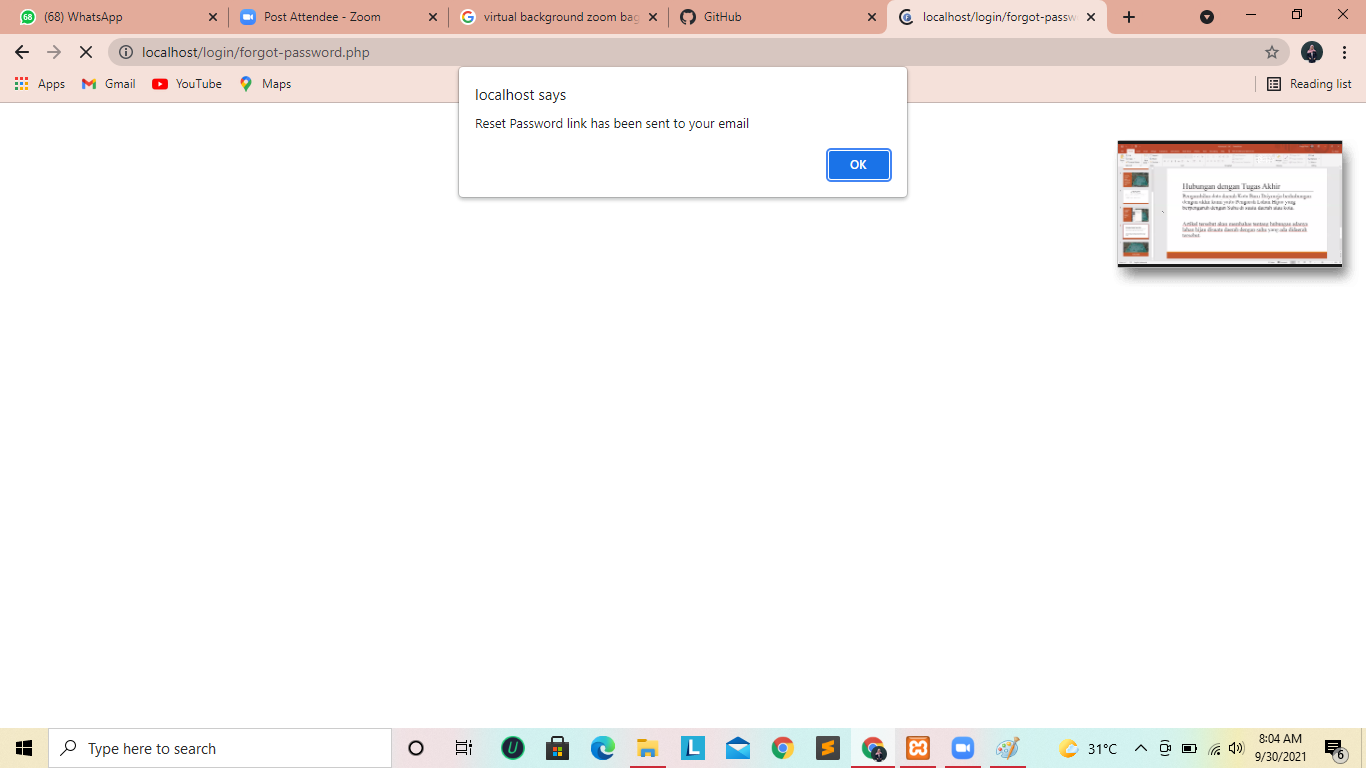 (68) WhatsApp
Post Attendee - Zoom
virtual background zoom bag
GitHub
localhost/login/forgot-passw
localhost/login/forgot-password.php
Apps
Gmail
YouTube
Maps
Reading list
localhost says
Reset Password link has been sent to your email
OK
Hubungan dengan Tugas Akhir
Type here to search
31°C
8:04 AM
9/30/2021
6